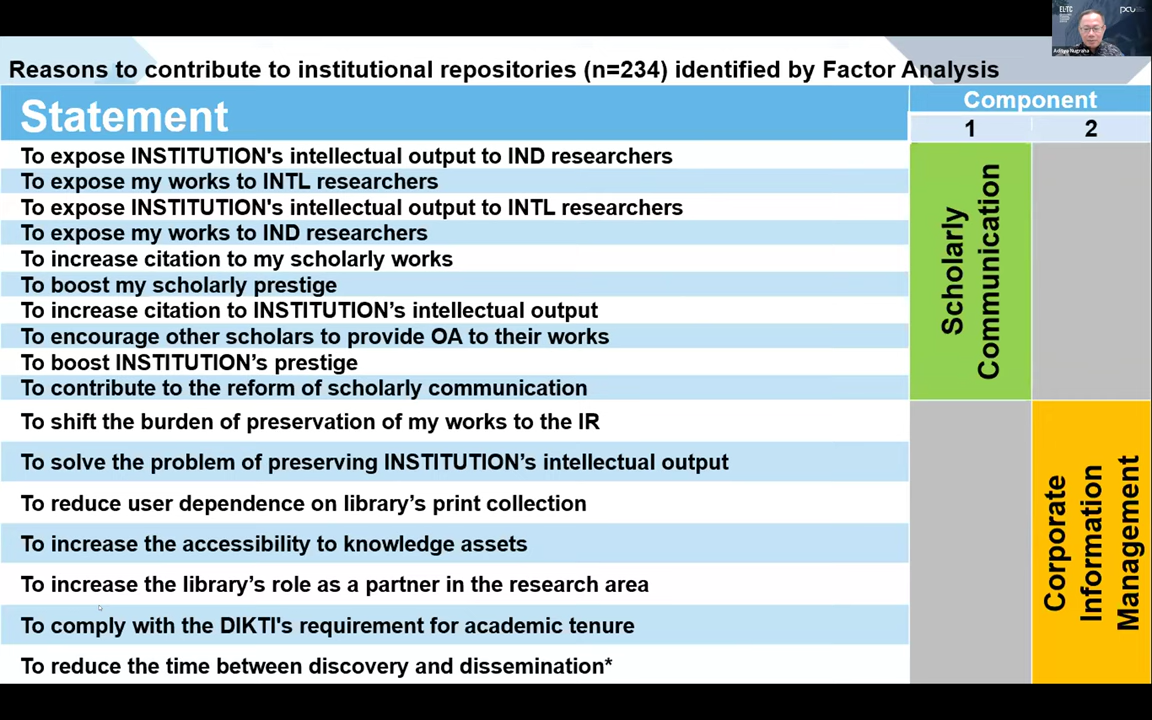 EL:TC
pcu
Aditya Nugraha
Reasons to contribute to institutional repositories (n=234) identified by Factor Analysis
Statement
Component
1
2
To expose INSTITUTION's intellectual output to IND researchers
To expose my works to INTL researchers
To expose INSTITUTION's intellectual output to INTL researchers
To expose my works to IND researchers
To increase citation to my scholarly works
To boost my scholarly prestige
To increase citation to INSTITUTION’s intellectual output
To encourage other scholars to provide OA to their works
To boost INSTITUTION’s prestige
To contribute to the reform of scholarly communication
Scholarly
Communication
To shift the burden of preservation of my works to the IR
To solve the problem of preserving INSTITUTION’s intellectual output
To reduce user dependence on library’s print collection
To increase the accessibility to knowledge assets
To increase the library’s role as a partner in the research area
To comply with the DIKTI's requirement for academic tenure
To reduce the time between discovery and dissemination*
Corporate
Information
Management